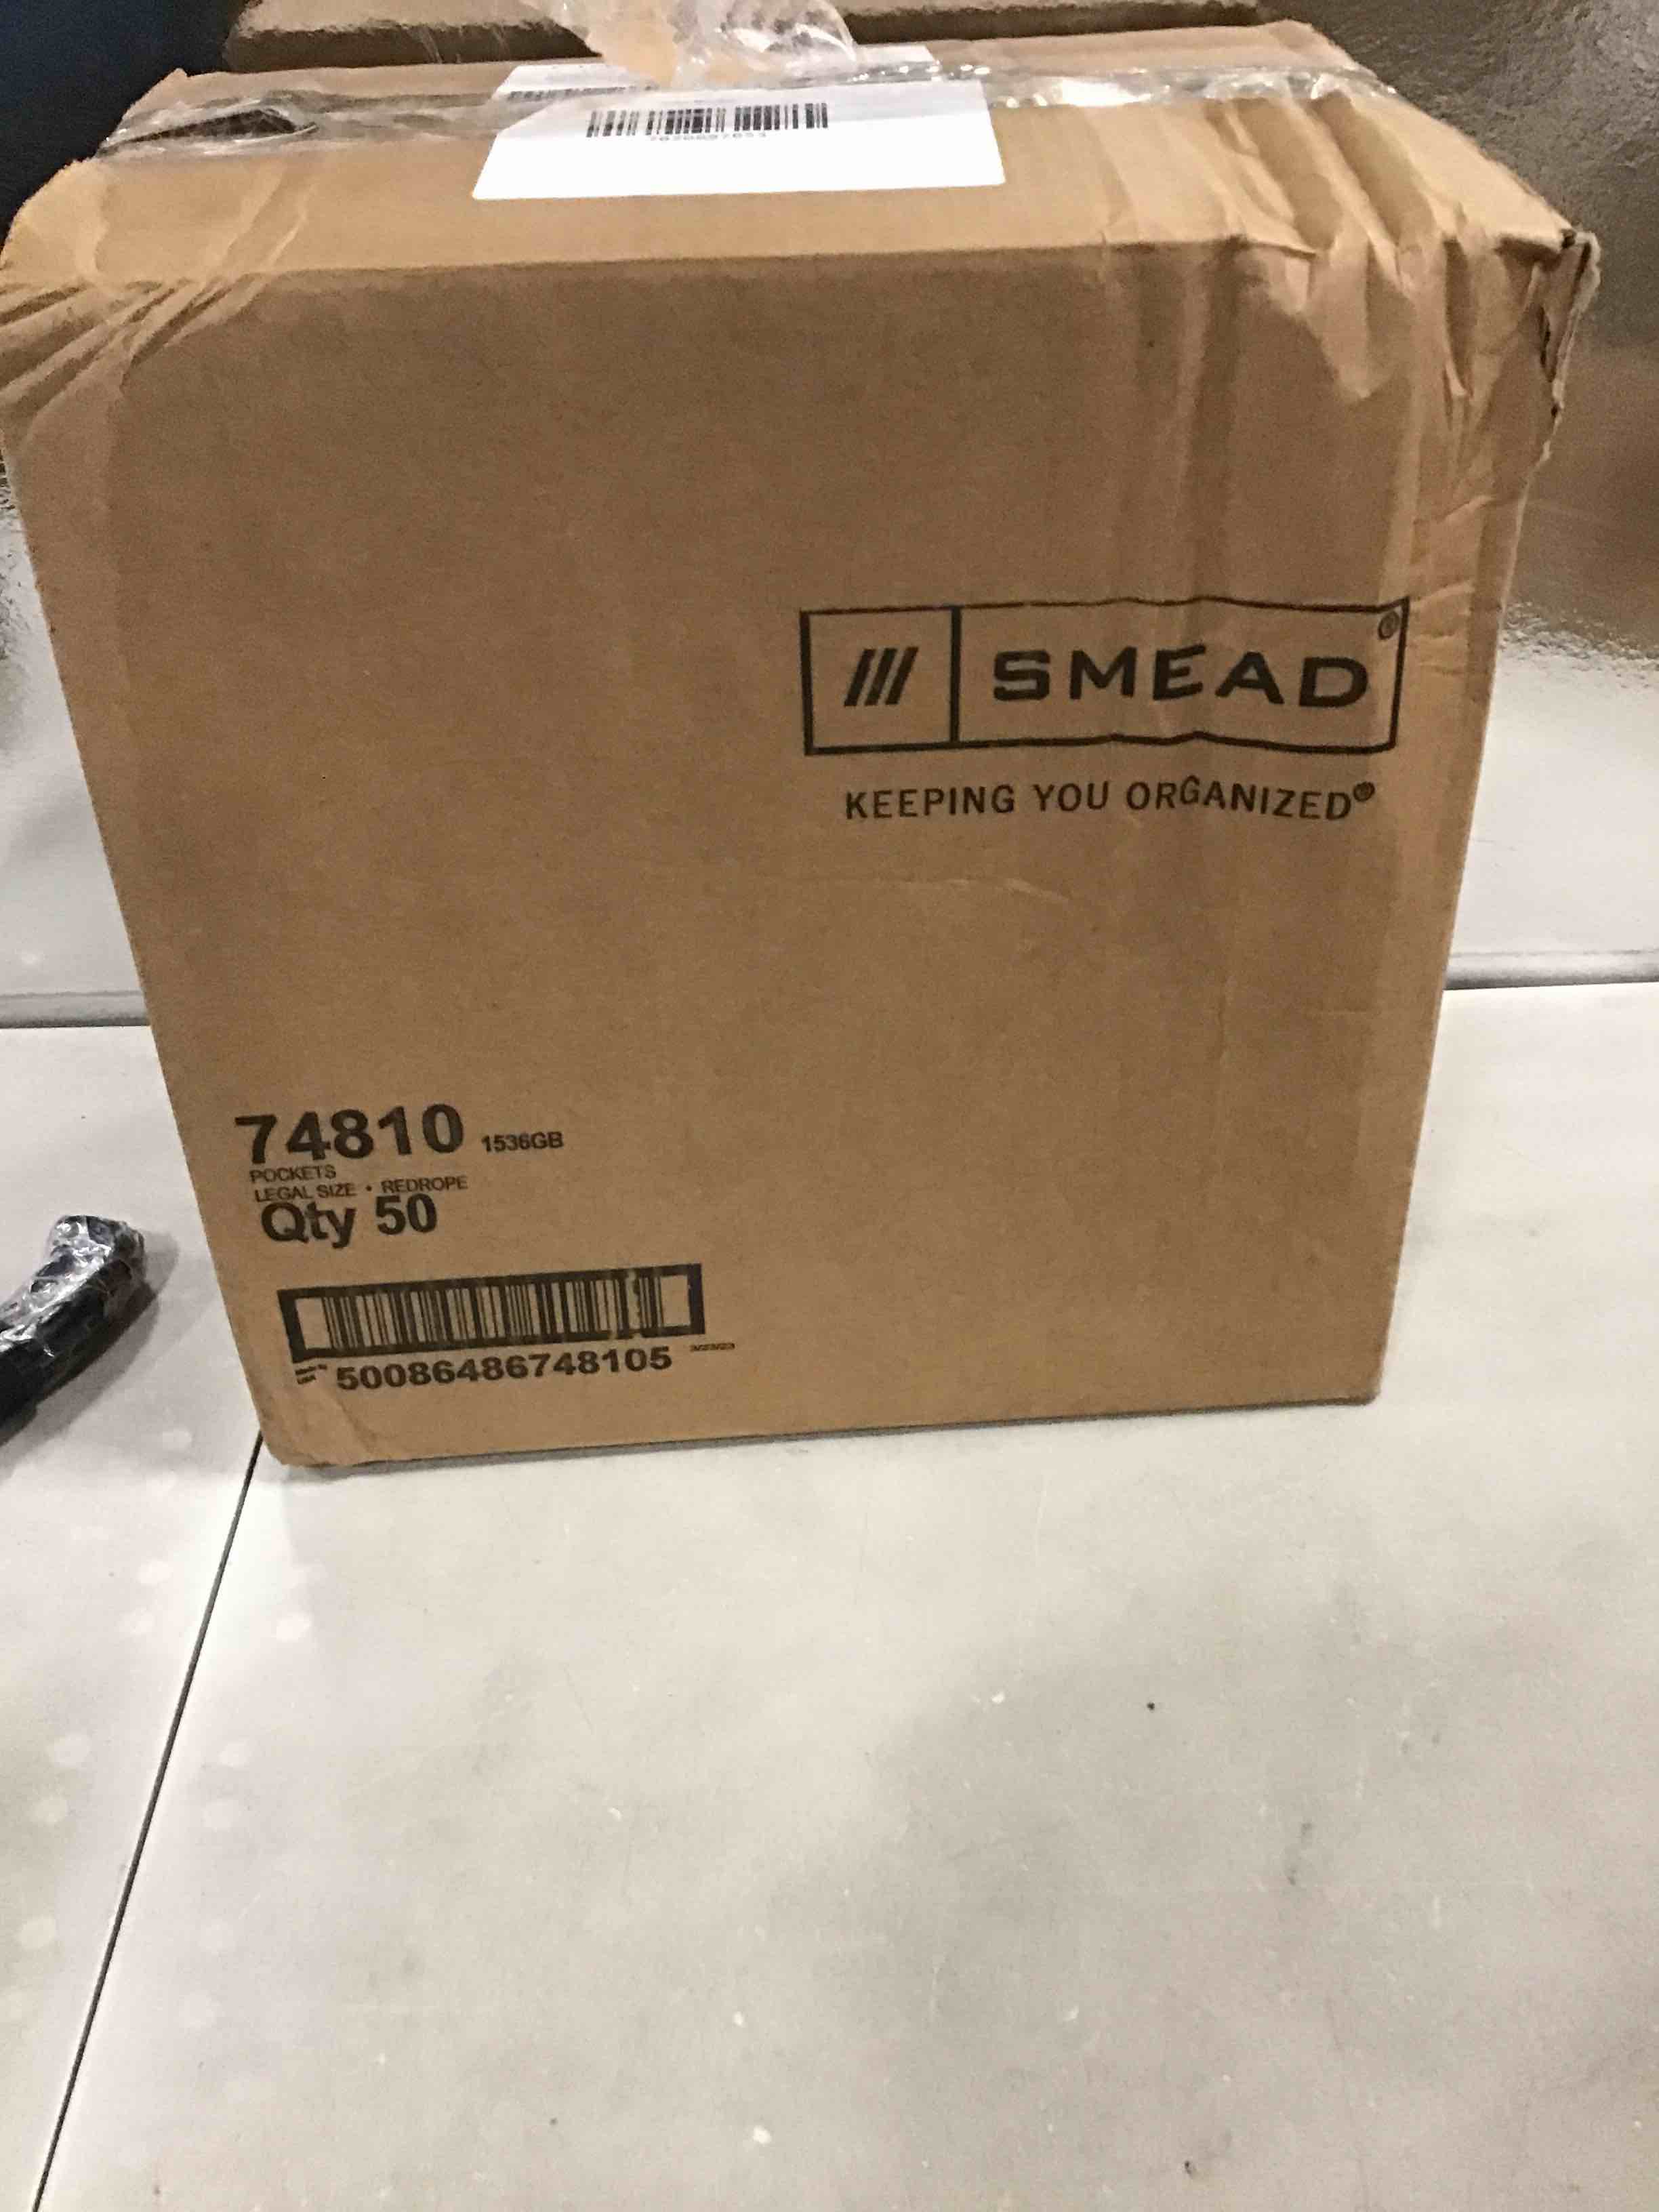 /// SMEAD®
KEEPING YOU ORGANIZED®
74810 1536GB
POCKETS
LEGAL SIZE • REDROPE
Qty 50
50086486748105